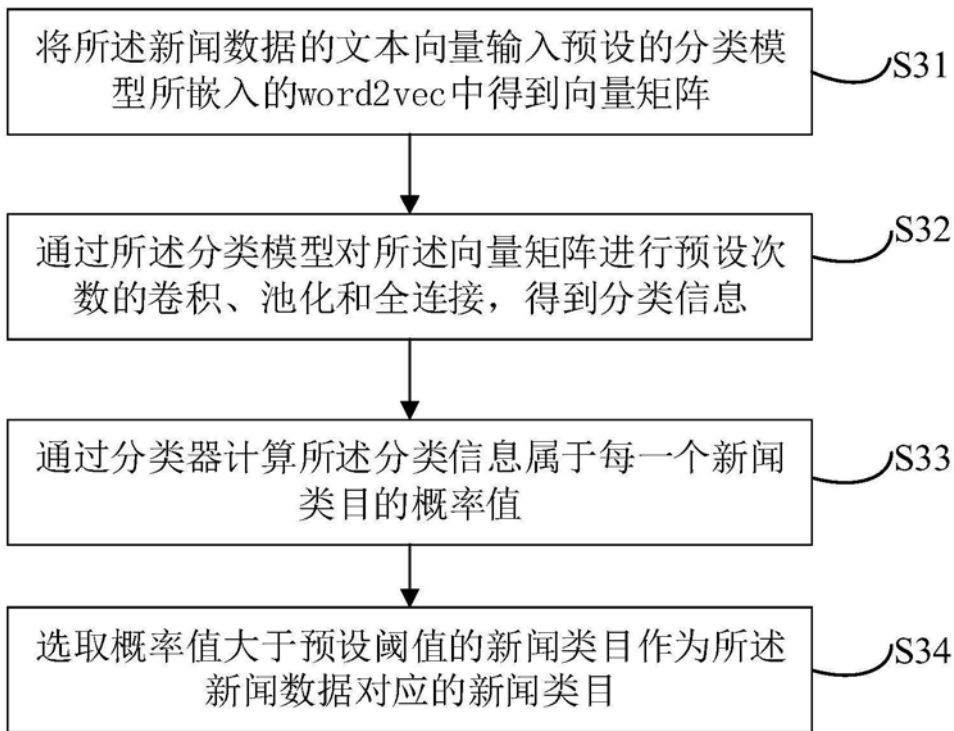 将所述新闻数据的文本向量输入预设的分类模
型所嵌入的word2vec中得到向量矩阵
S31
通过所述分类模型对所述向量矩阵进行预设次
数的卷积、池化和全连接，得到分类信息
S32
通过分类器计算所述分类信息属于每一个新闻
类目的概率值
S33
选取概率值大于预设阈值的新闻类目作为所述
新闻数据对应的新闻类目
S34